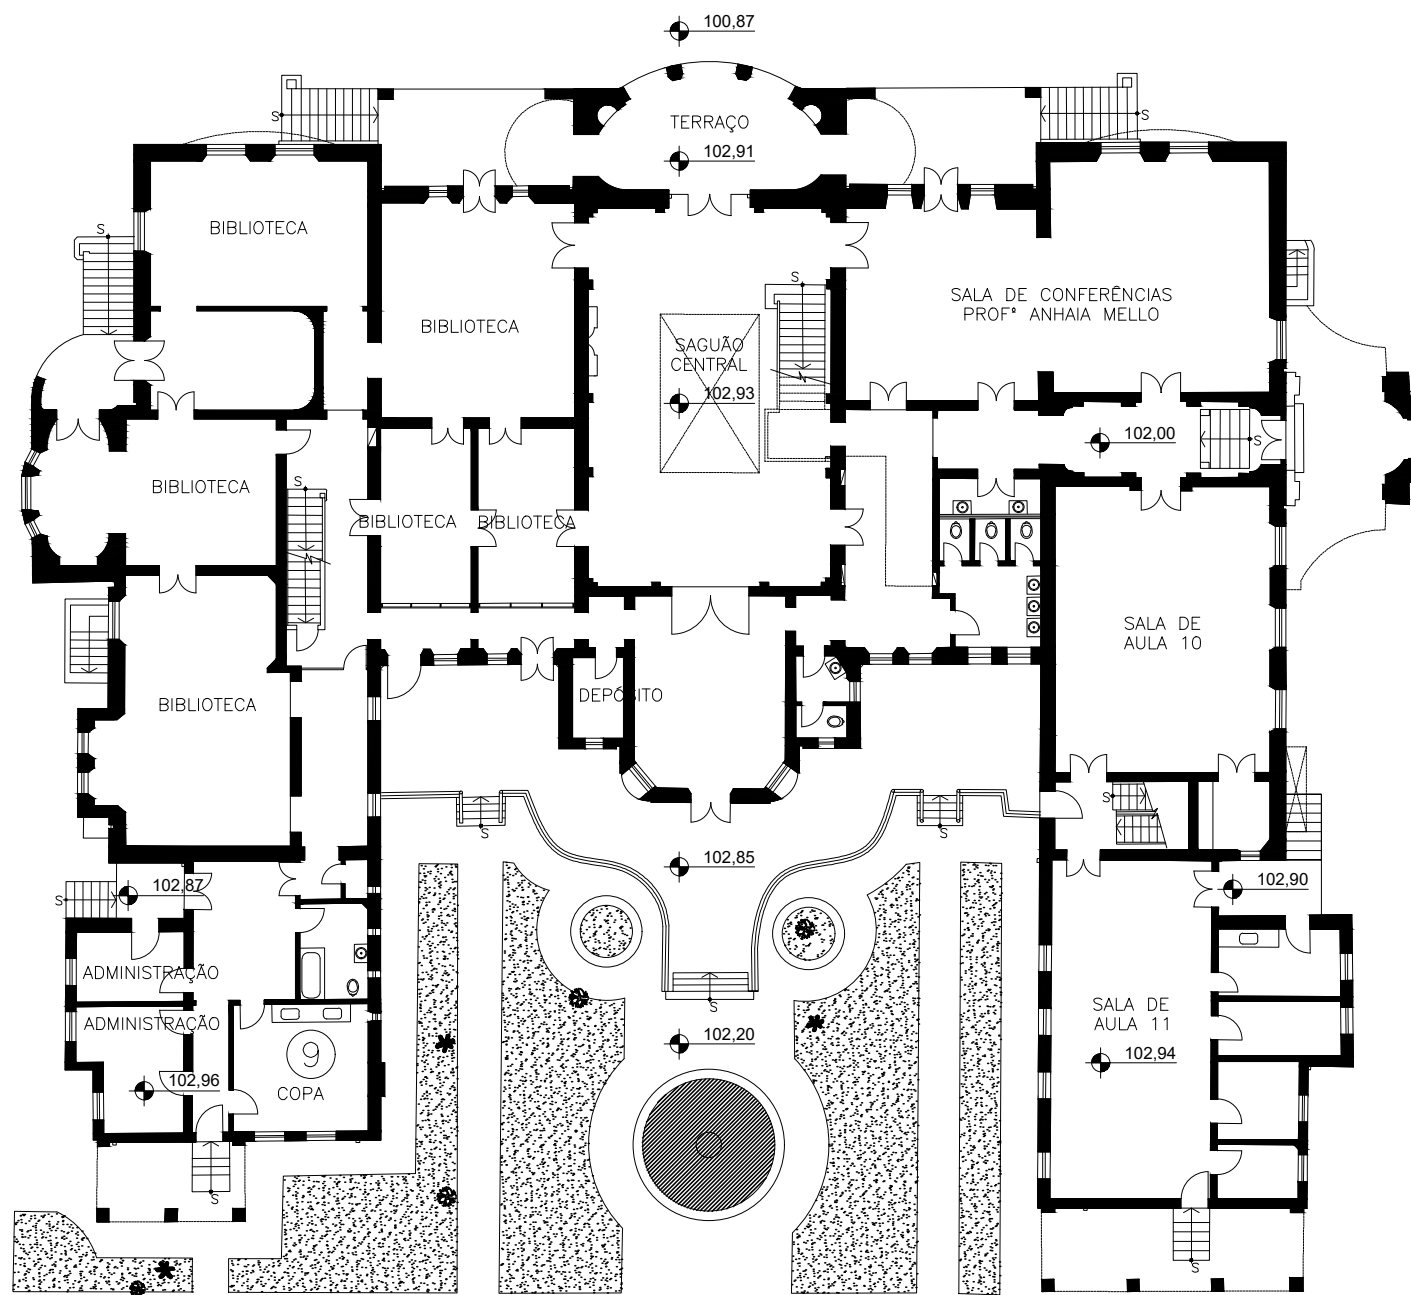 100,87
S
S
TERRAÇO
102,91
BIBLIOTECA
S
S
BIBLIOTECA
SALA DE CONFERÊNCIAS
PROFº ANHAIA MELLO
SAGUÃO
CENTRAL
102,93
102,00
S
BIBLIOTECA
S
BIBLIOTECA
BIBLIOTECA
SALA DE
AULA 10
BIBLIOTECA
DEPÓSITO
S
S
S
102,85
102,87
S
102,90
ADMINISTRAÇÃO
ADMINISTRAÇÃO
S
SALA DE
AULA 11
102,20
9
102,94
102,96
COPA
S
S